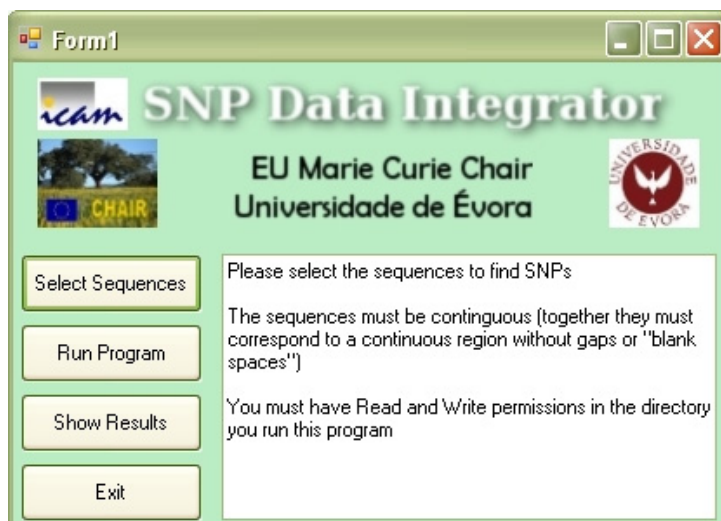 Form1
icam SNP Data Integrator
CHAIR
EU Marie Curie Chair
Universidade de Évora
UNIVERSIDADE DE EVORA
Select Sequences
Run Program
Show Results
Exit
Please select the sequences to find SNPs
The sequences must be continguous (together they must
correspond to a continuous region without gaps or "blank
spaces")
You must have Read and Write permissions in the directory
you run this program